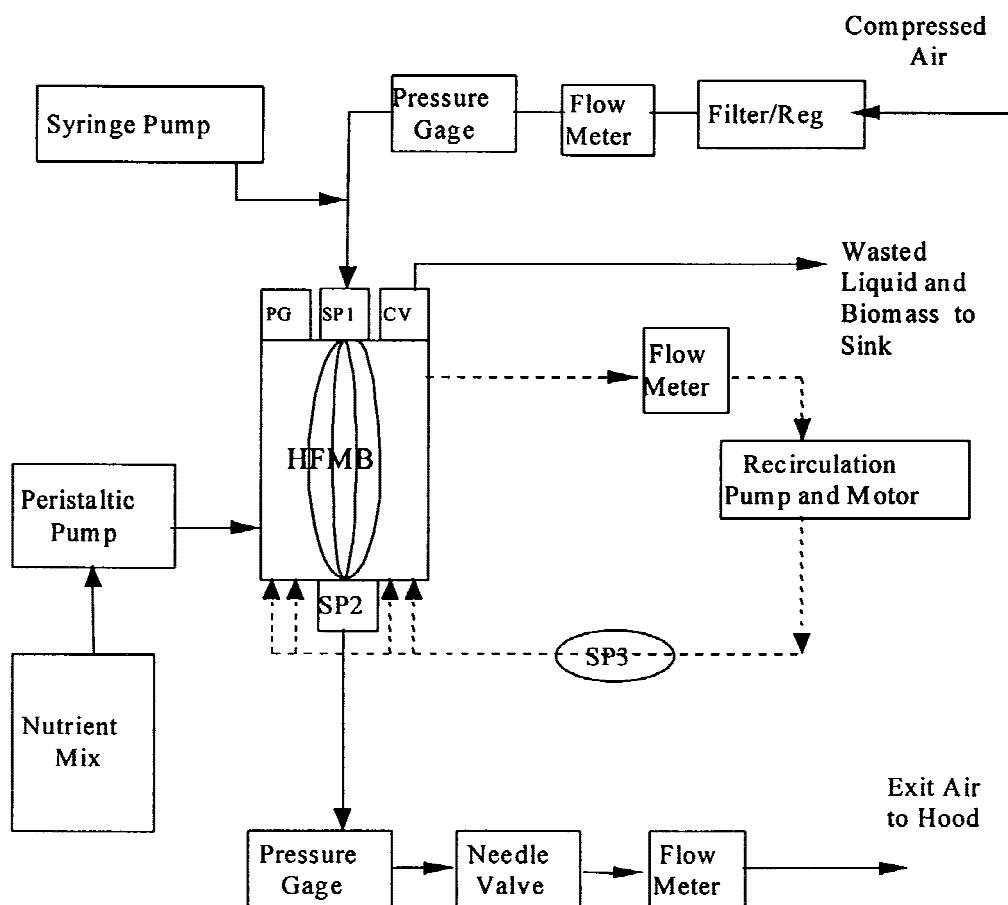 Compressed
Air
Syringe Pump
Pressure
Gage
Flow
Meter
Filter/Reg
Wasted
Liquid and
Biomass to
Sink
PG
SP1
CV
Flow
Meter
HFMB
Recirculation
Pump and Motor
Peristaltic
Pump
SP2
SP3
Nutrient
Mix
Exit Air
to Hood
Pressure
Gage
Needle
Valve
Flow
Meter